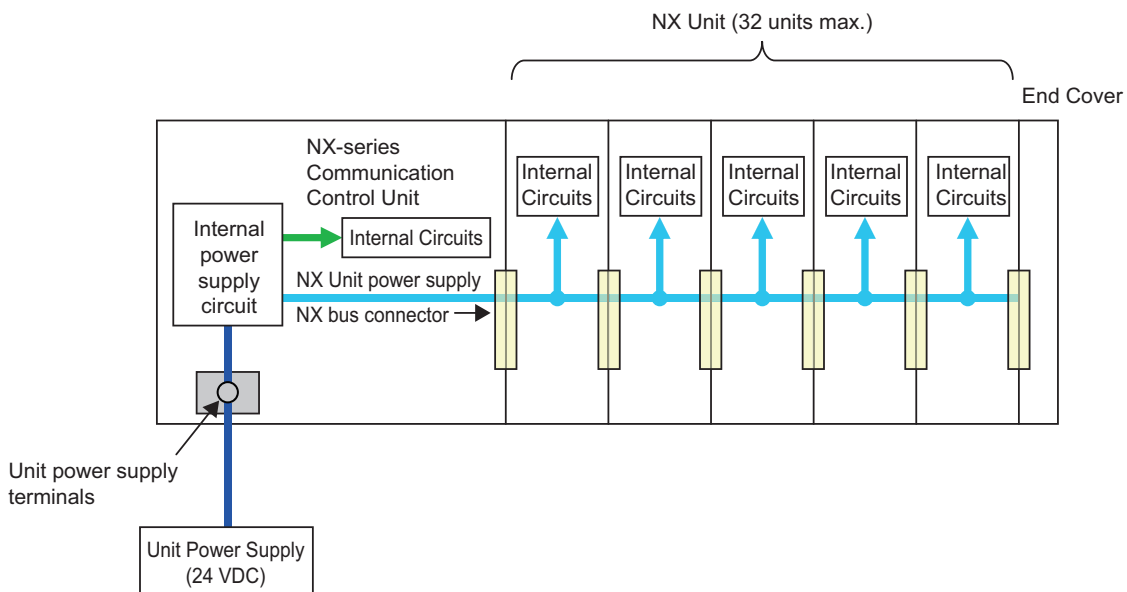 NX Unit (32 units max.)
End Cover
NX-series
Communication
Control Unit
Internal
Circuits
Internal
Circuits
Internal
Circuits
Internal
Circuits
Internal
Circuits
Internal
power
supply
circuit
Internal Circuits
NX Unit power supply
NX bus connector
Unit power supply
terminals
Unit Power Supply
(24 VDC)